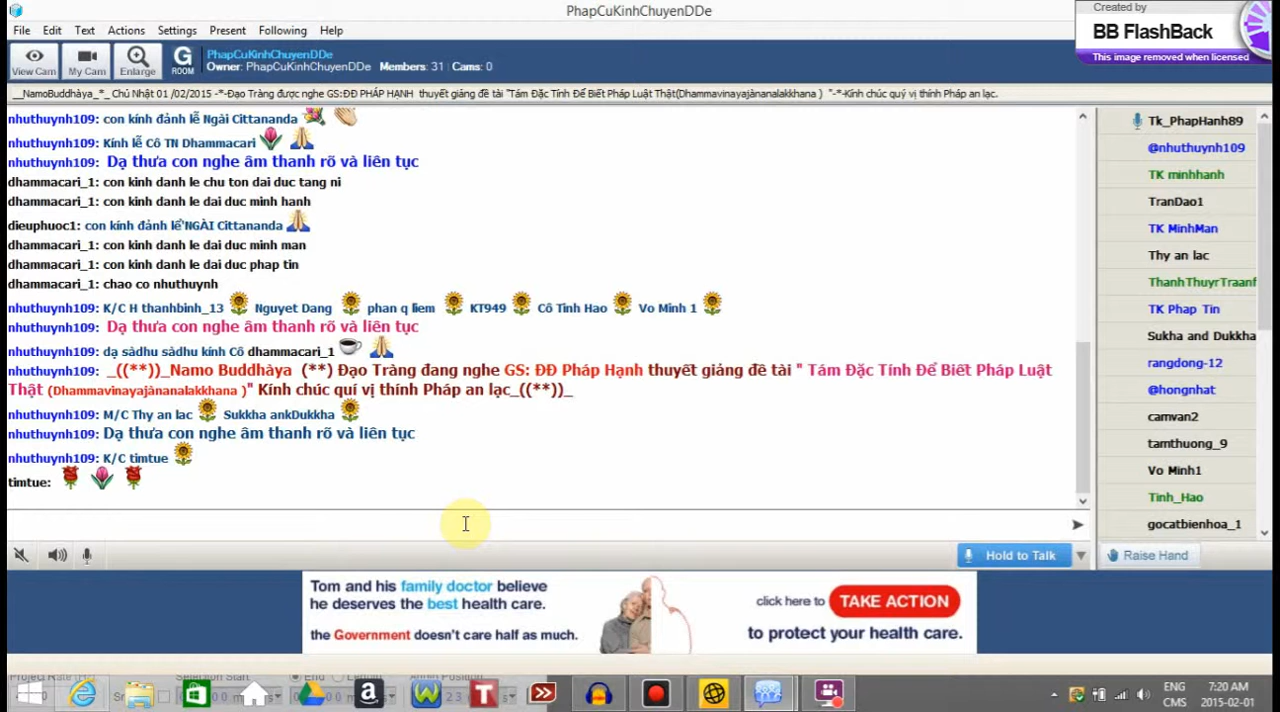 PhapCuKinhChuyenDDe
File Edit Text Actions Settings Present Following Help
Created by
BB FlashBack
This image removed when licensed
View Cam
My Cam
Enlarge
G
ROOM
PhapCuKinhChuyenDDe
Owner: PhapCuKinhChuyenDDe Members: 31 Cams: 0
__NamoBuddhàya_*_ Chủ Nhật 01 /02/2015 -*-Đạo Tràng được nghe GS:ĐĐ PHÁP HẠNH thuyết giảng đề tài "Tám Đặc Tính Để Biết Pháp Luật Thật(Dhammavinayajànanalakkhana ) "-*-Kính chúc quý vị thính Pháp an lạc.
nhuthuynh109: con kính đảnh lễ Ngài Cittananda
nhuthuynh109: Kính lễ Cô TN Dhammacari
nhuthuynh109: Dạ thưa con nghe âm thanh rõ và liên tục
dhammacari_1: con kinh danh le chu ton dai duc tang ni
dhammacari_1: con kinh danh le dai duc minh hanh
dieuphuoc1: con kính đảnh lể'NGÀI Cittananda
dhammacari_1: con kinh danh le dai duc minh man
dhammacari_1: con kinh danh le dai duc phap tin
dhammacari_1: chao co nhuthuynh
nhuthuynh109: K/C H thanhbinh_13 Nguyet Dang phan q liem KT949 Cô Tinh Hao Vo Minh 1
nhuthuynh109: Dạ thưa con nghe âm thanh rõ và liên tục
nhuthuynh109: dạ sàdhu sàdhu kính Cô dhammacari_1
nhuthuynh109: _((**))_Namo Buddhàya (**) Đạo Tràng đang nghe GS: ĐĐ Pháp Hạnh thuyết giảng đề tài " Tám Đặc Tính Để Biết Pháp Luật
Thật (Dhammavinayajànanalakkhana )" Kính chúc quí vị thính Pháp an lạc_((**))_
nhuthuynh109: M/C Thy an lac Sukkha ankDukkha
nhuthuynh109: Dạ thưa con nghe âm thanh rõ và liên tục
nhuthuynh109: K/C timtue
timtue:
Tk_PhapHanh89
@nhuthuynh109
TK minhhanh
TranDao1
TK MinhMan
Thy an lac
ThanhThuyrTraanf
TK Phap Tin
Sukha and Dukkha
rangdong-12
@hongnhat
camvan2
tamthuong_9
Vo Minh1
Tinh_Hao
gocatbienhoa_1
Hold to Talk
Raise Hand
Tom and his family doctor believe
he deserves the best health care.
the Government doesn't care half as much.
click here to TAKE ACTION
to protect your health care.
ENG
CMS
7:20 AM
2015-02-01